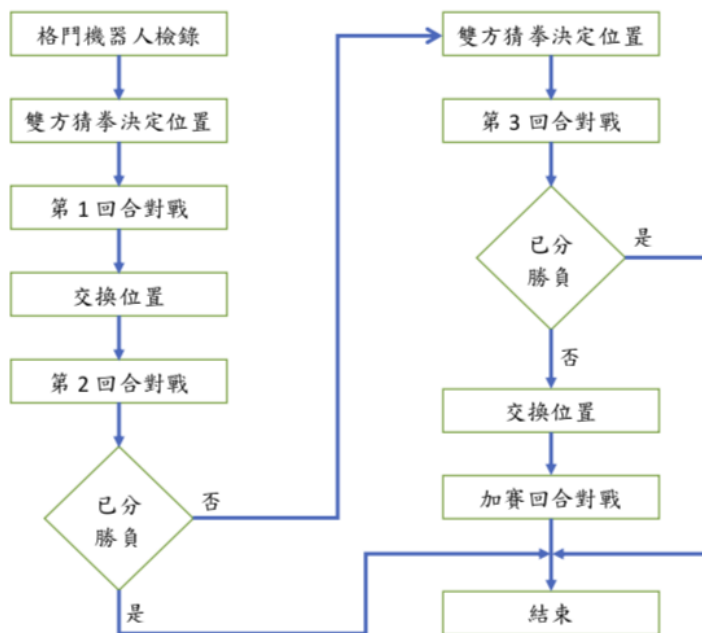 格鬥機器人檢錄
雙方猜拳決定位置
第 1 回合對戰
交換位置
第 2 回合對戰
已分
勝負
否
是
雙方猜拳決定位置
第 3 回合對戰
已分
勝負
是
否
交換位置
加賽回合對戰
結束